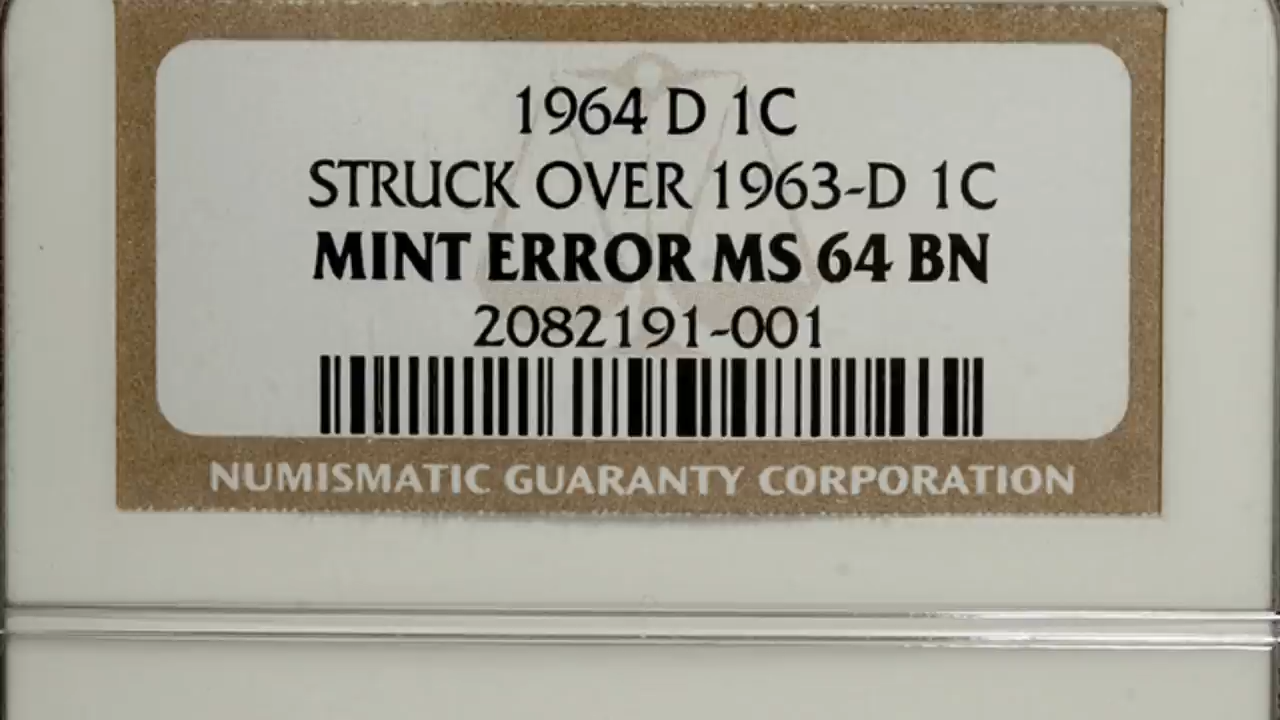 1964 D 1C
STRUCK OVER 1963-D 1C
MINT ERROR MS 64 BN
2082191-001
NUMISMATIC GUARANTY CORPORATION